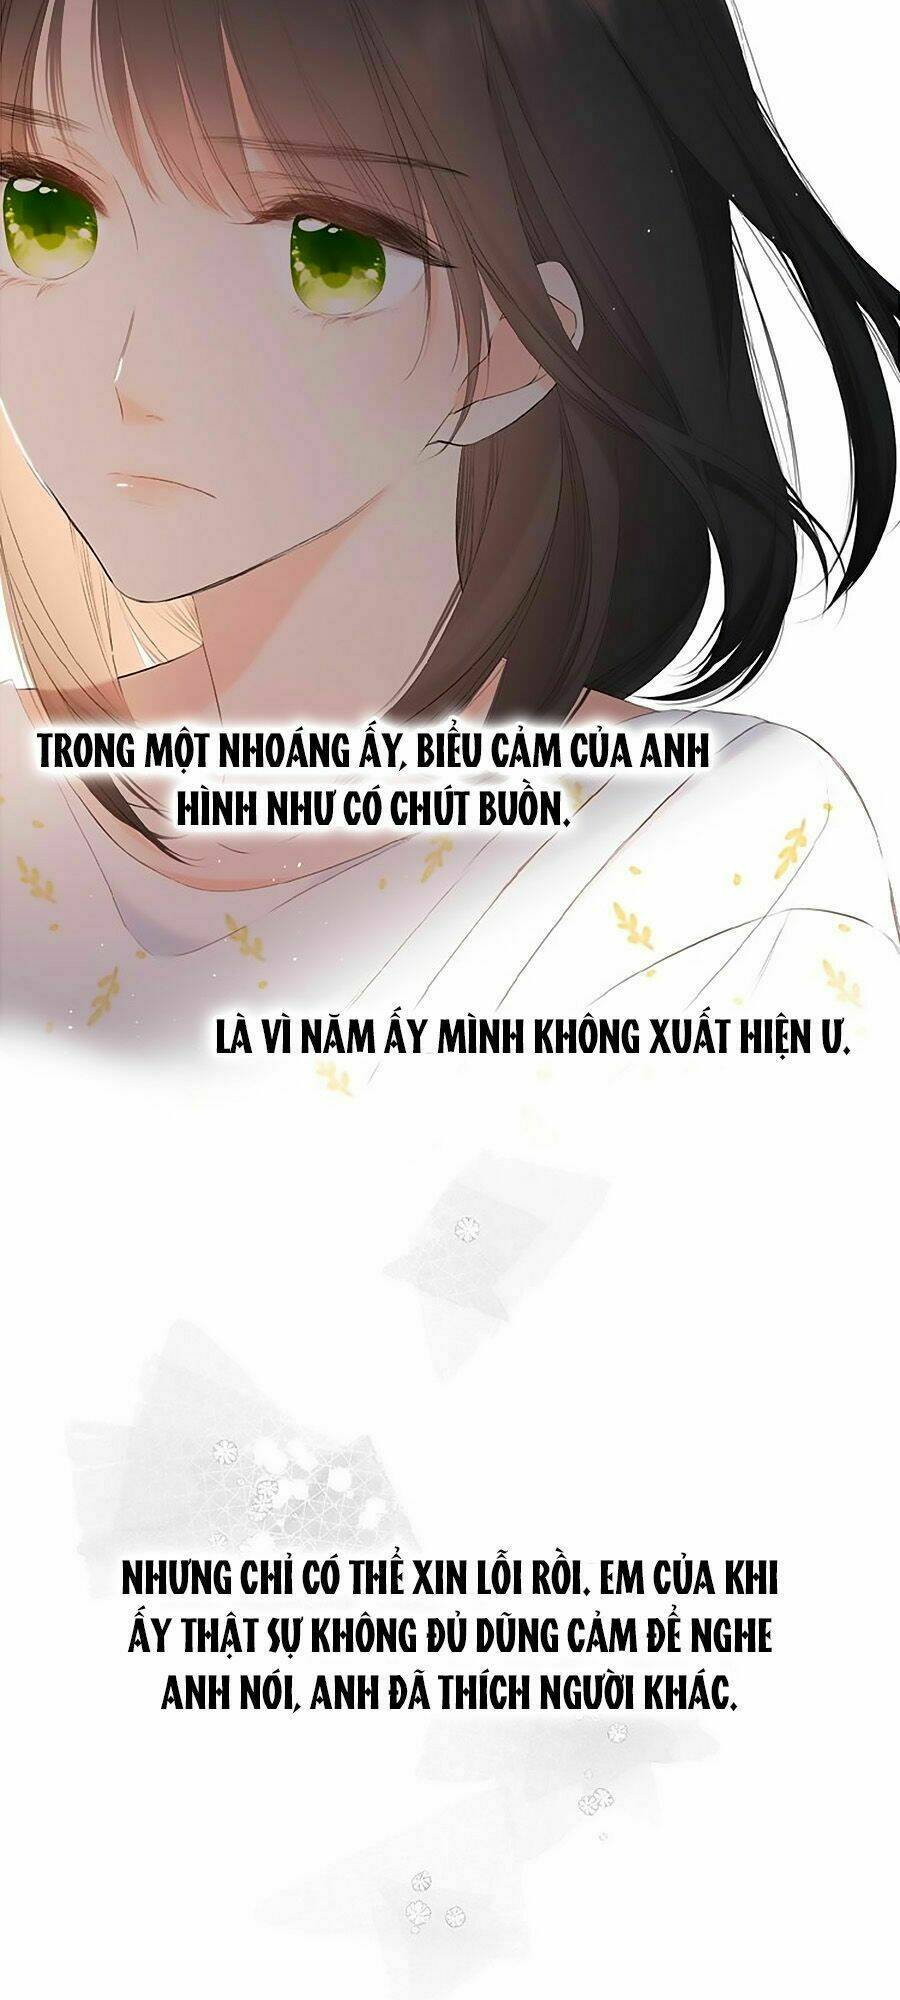 TRONG MỘT NHOÁNG ẤY, BIỂU CẢM CỦA ANH
HÌNH NHƯ CÓ CHÚT BUỒN.
LÀ VÌ NĂM ẤY MÌNH KHÔNG XUẤT HIỆN Ư.
NHƯNG CHỈ CÓ THỂ XIN LỖI RỒI. EM CỦA KHI
ẤY THẬT SỰ KHÔNG ĐỦ DŨNG CẢM ĐỂ NGHE
ANH NÓI, ANH ĐÃ THÍCH NGƯỜI KHÁC.